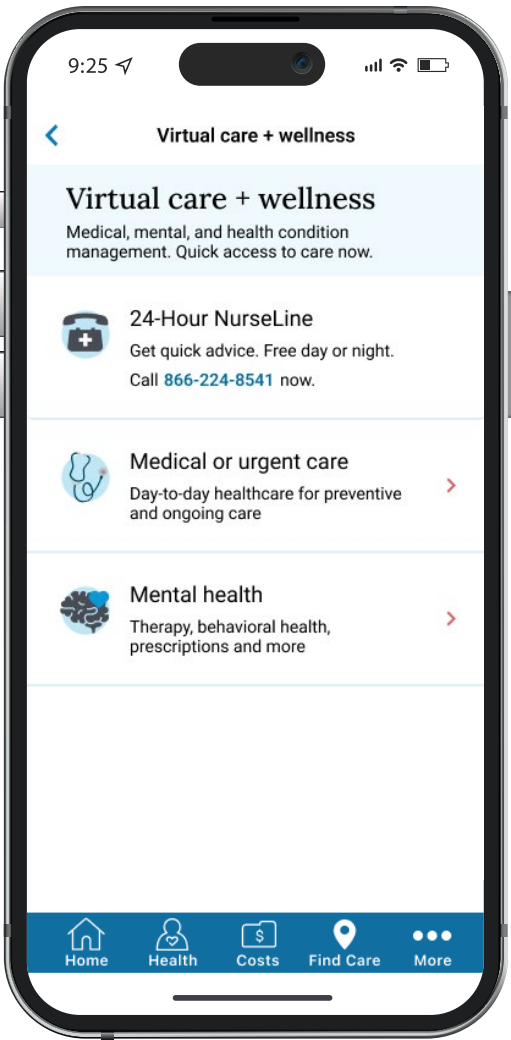 9:25
Virtual care + wellness
Virtual care + wellness
Medical, mental, and health condition
management. Quick access to care now.
24-Hour NurseLine
Get quick advice. Free day or night.
Call 866-224-8541 now.
Medical or urgent care
Day-to-day healthcare for preventive
and ongoing care
Mental health
Therapy, behavioral health,
prescriptions and more
$
Home Health Costs Find Care More